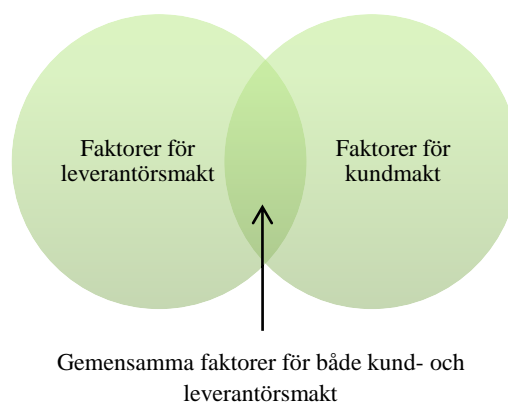 Faktorer för
leverantörsmakt
Faktorer för
kundmakt
Gemensamma faktorer för både kund- och
leverantörsmakt